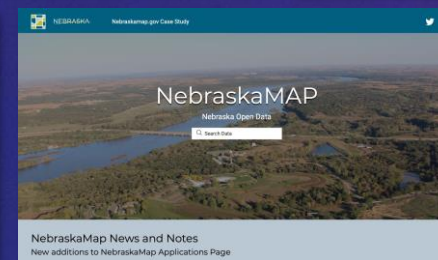 NEBRASKA Nebraskamap.gov Case Study
NebraskaMAP
Nebraska Open Data
Search Data
NebraskaMap News and Notes
New additions to NebraskaMap Applications Page